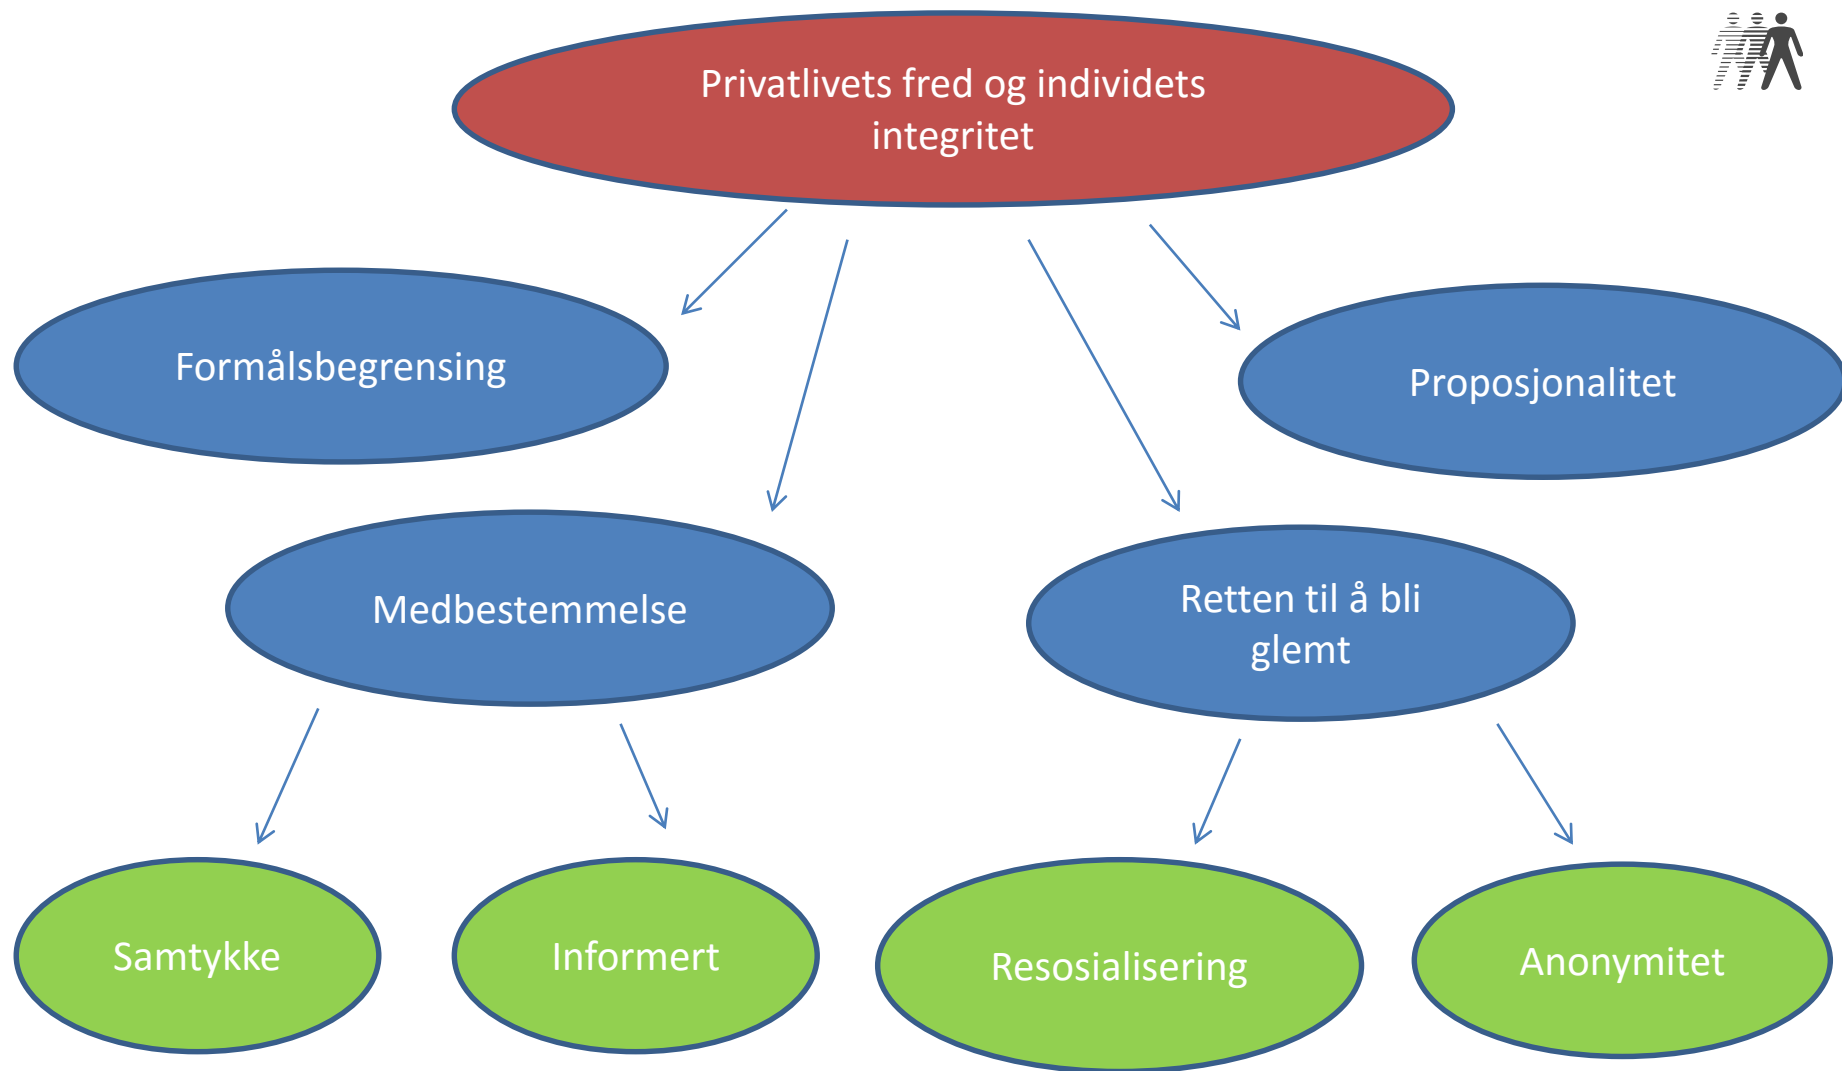 Privatlivets fred og individets
integritet
Formålsbegrensing
Proposjonalitet
Medbestemmelse
Retten til å bli
glemt
Samtykke
Informert
Resosialisering
Anonymitet